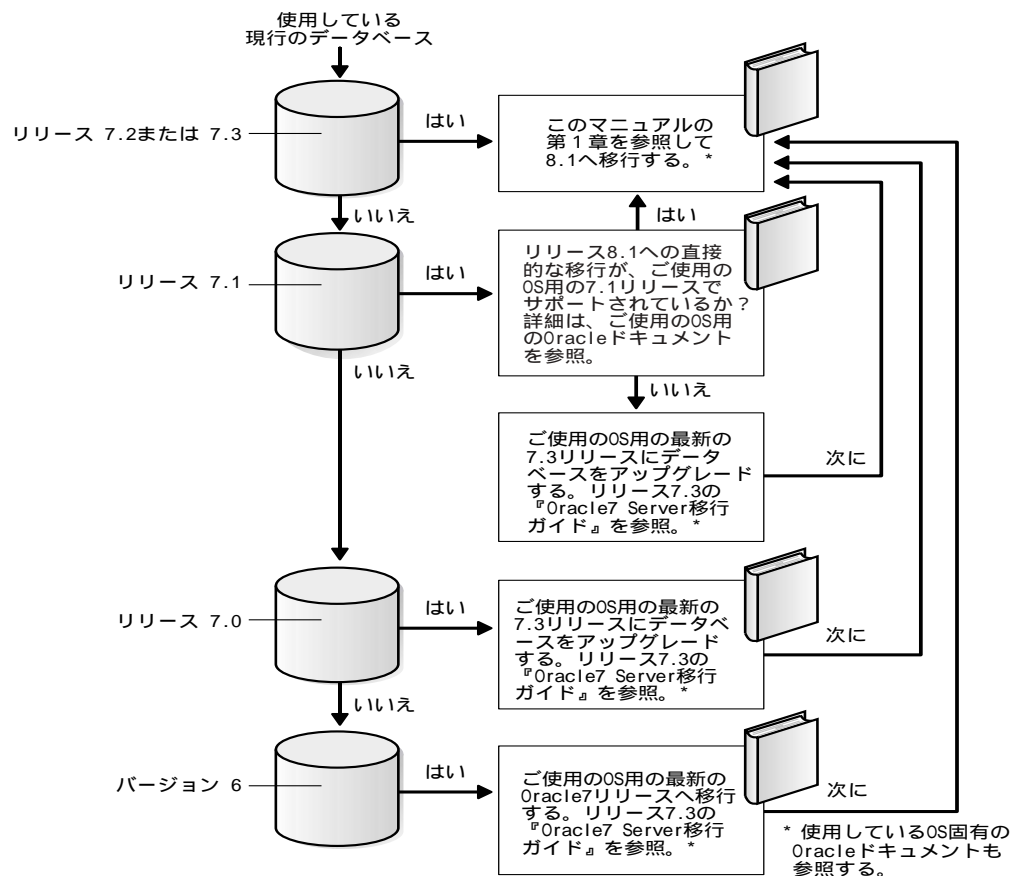 使用している
現行のデータベース
リリース 7.2または 7.3
はい
このマニュアルの
第1章を参照して
8.1へ移行する。*
いいえ
はい
リリース 7.1
はい
リリース8.1への直接
的な移行が、ご使用の
OS用の7.1リリースで
サポートされているか?
詳細は、ご使用のOS用
のOracleドキュメント
を参照。
いいえ
いいえ
ご使用のOS用の最新の
7.3リリースにデータ
ベースをアップグレード
する。リリース7.3の
『Oracle7 Server移行
ガイド』を参照。*
次に
リリース 7.0
はい
ご使用のOS用の最新の
7.3リリースにデータベ
ースをアップグレード
する。リリース7.3の
『Oracle7 Server移行
ガイド』を参照。*
次に
いいえ
バージョン 6
はい
ご使用のOS用の最新の
Oracle7リリースへ移行
する。リリース7.3の
『Oracle7 Server移行
ガイド』を参照。*
次に
* 使用しているOS固有の
Oracleドキュメントも
参照する。